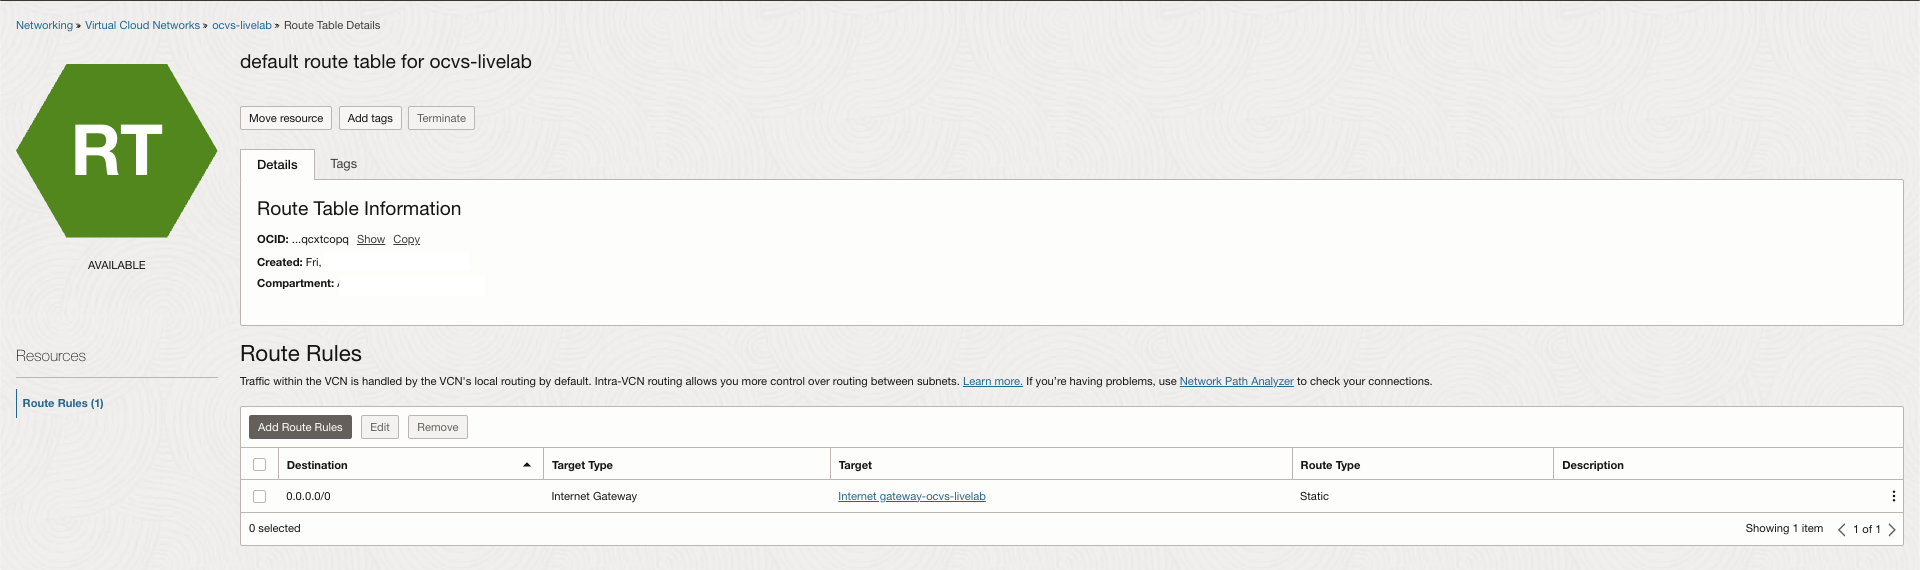 Networking » Virtual Cloud Networks » ocvs-livelab » Route Table Details
default route table for ocvs-livelab
RT
AVAILABLE
Move resource Add tags Terminate
Details Tags
Route Table Information
OCID: ...qcxtcopq Show Copy
Created: Fri,
Compartment:
Resources
Route Rules (1)
Route Rules
Traffic within the VCN is handled by the VCN's local routing by default. Intra-VCN routing allows you more control over routing between subnets. Learn more. If you're having problems, use Network Path Analyzer to check your connections.
Add Route Rules Edit Remove
Destination Target Type Target Route Type Description
0.0.0.0/0 Internet Gateway Internet gateway-ocvs-livelab Static
0 selected Showing 1 item 1 of 1